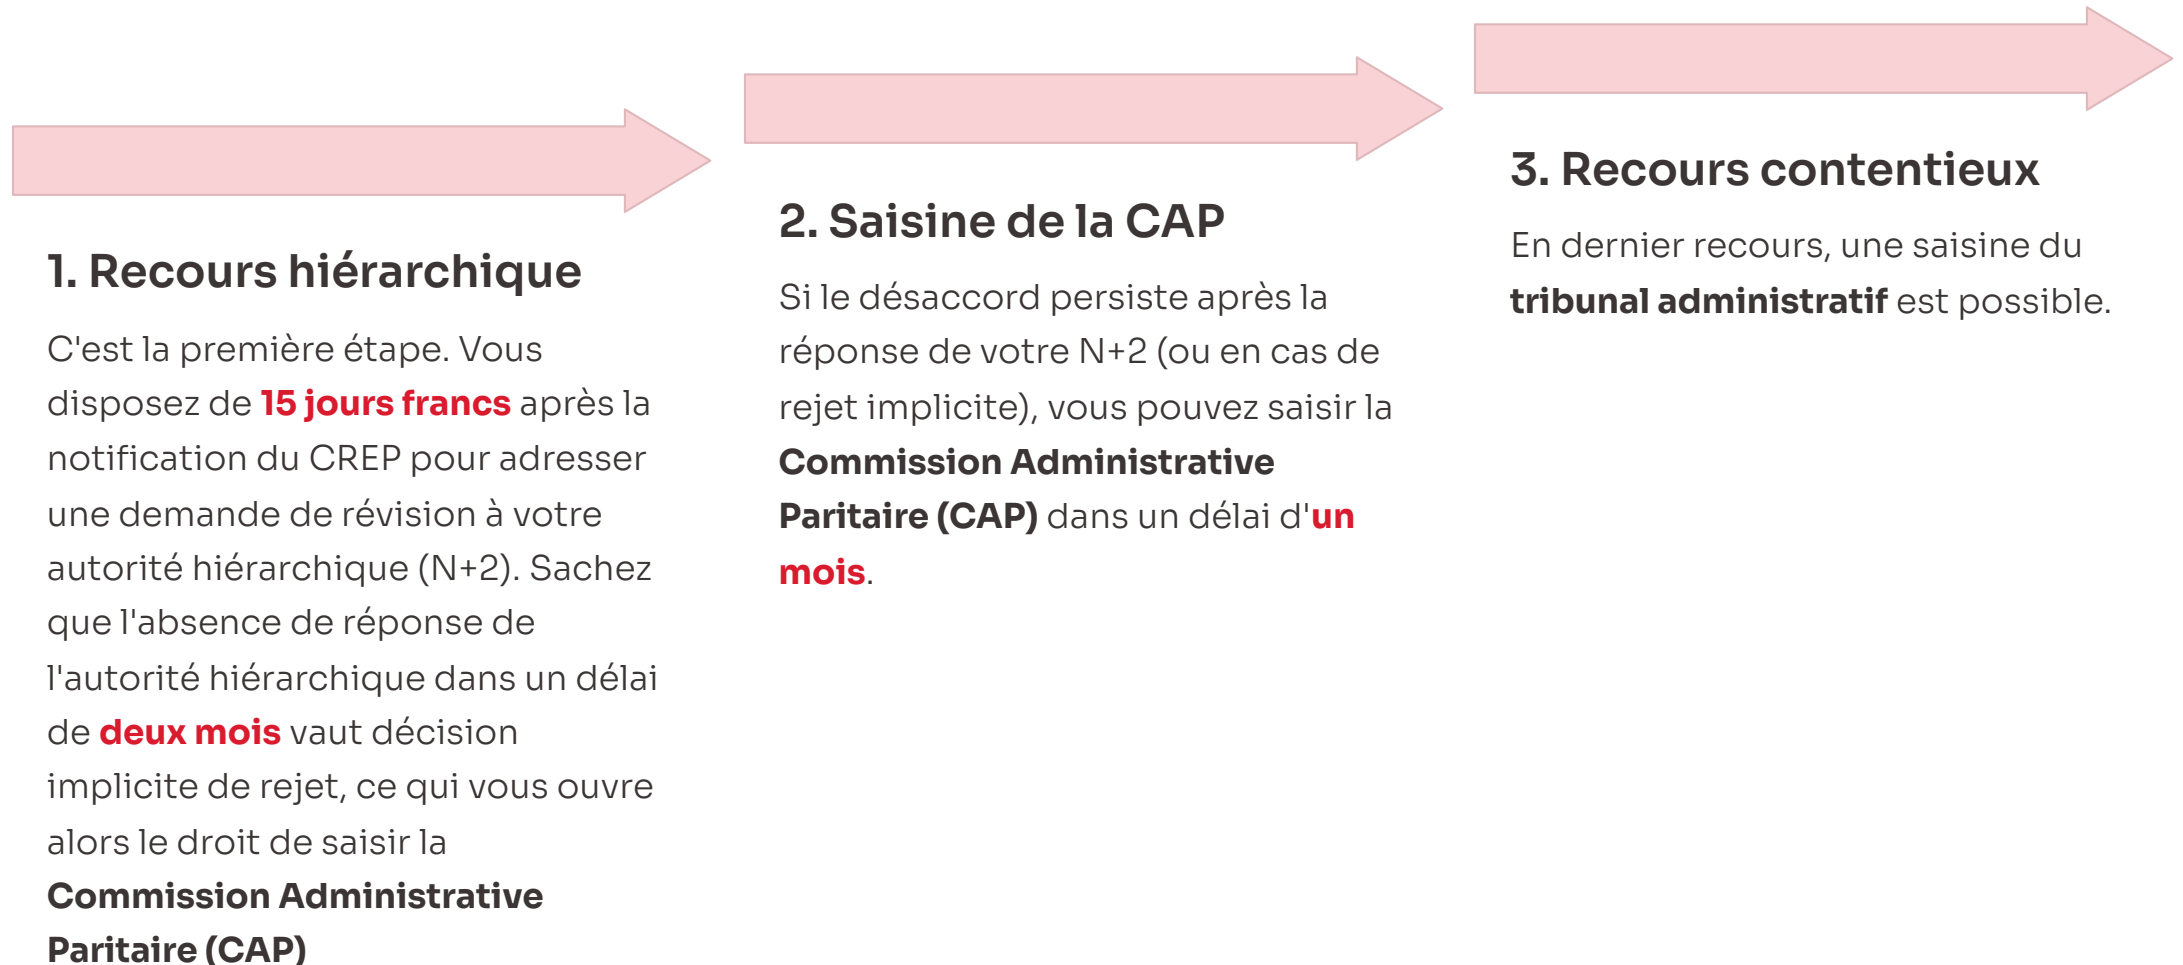 1. Recours hiérarchique
C'est la première étape. Vous
disposez de 15 jours francs après la
notification du CREP pour adresser
une demande de révision à votre
autorité hiérarchique (N+2). Sachez
que l'absence de réponse de
l'autorité hiérarchique dans un délai
de deux mois vaut décision
implicite de rejet, ce qui vous ouvre
alors le droit de saisir la
Commission Administrative
Paritaire (CAP)
2. Saisine de la CAP
Si le désaccord persiste après la
réponse de votre N+2 (ou en cas de
rejet implicite), vous pouvez saisir la
Commission Administrative
Paritaire (CAP) dans un délai d'un
mois.
3. Recours contentieux
En dernier recours, une saisine du
tribunal administratif est possible.